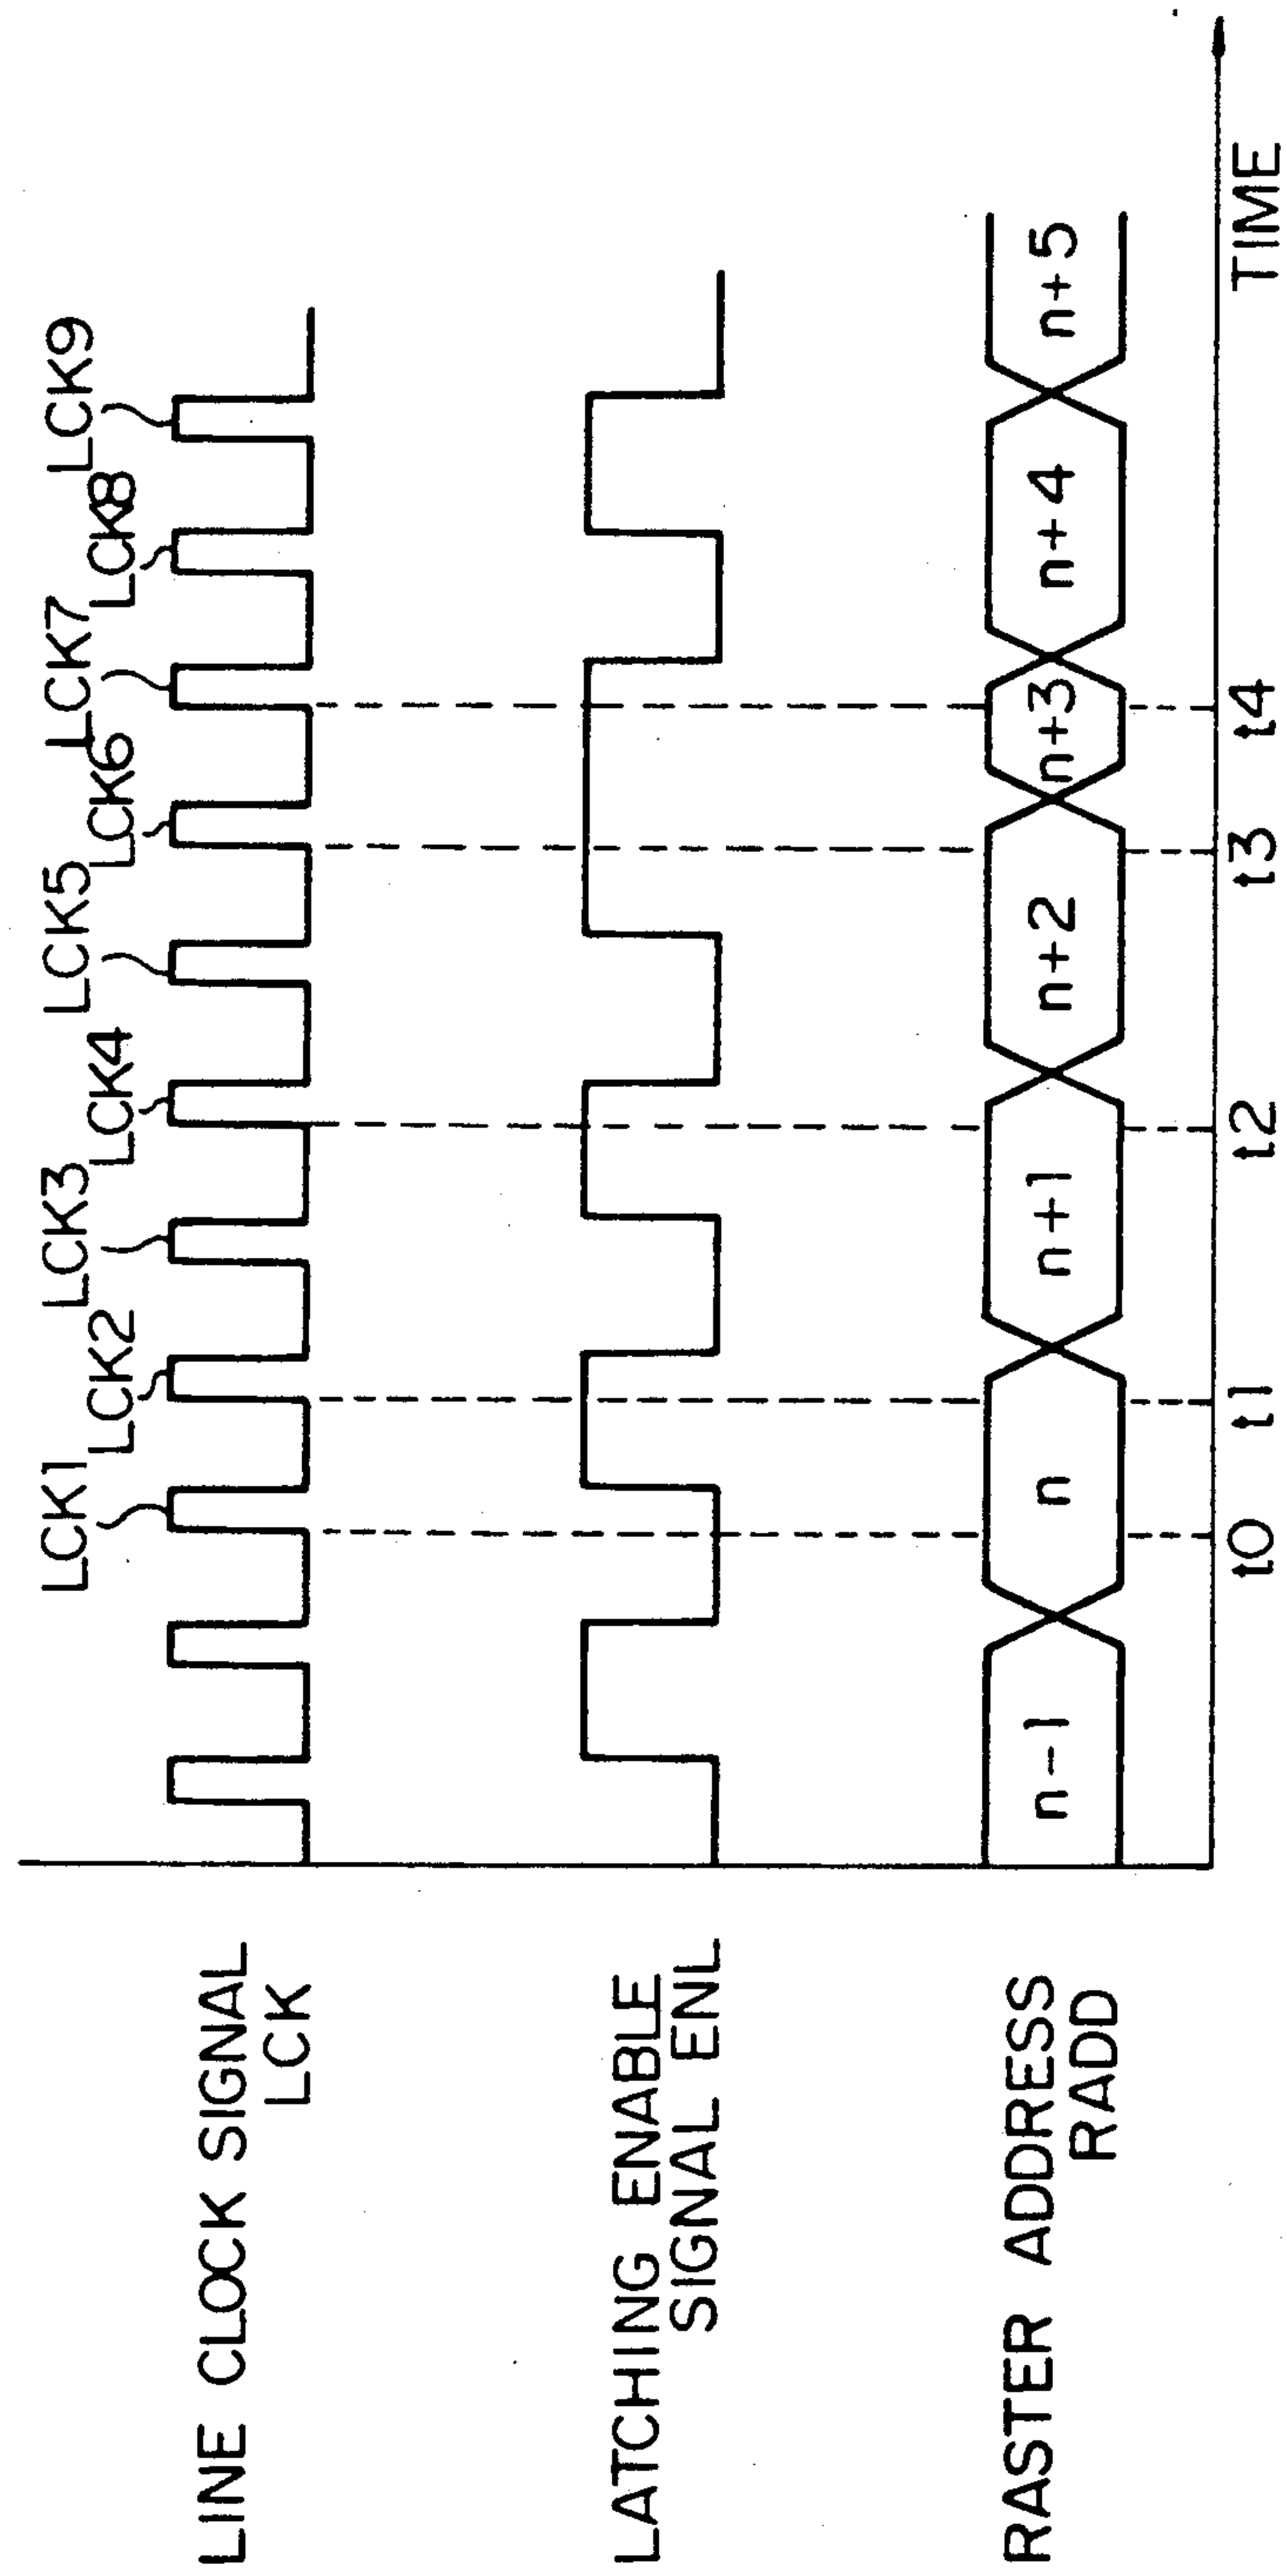 LCK1
LCK2
LCK3
LCK4
LCK5
LCK6
LCK7
LCK8
LCK9
LINE CLOCK SIGNAL
LCK
LATCHING ENABLE
SIGNAL ENL
RASTER ADDRESS
RADD
n-1
n
n+1
n+2
n+3
n+4
n+5
t0
t1
t2
t3
t4
TIME